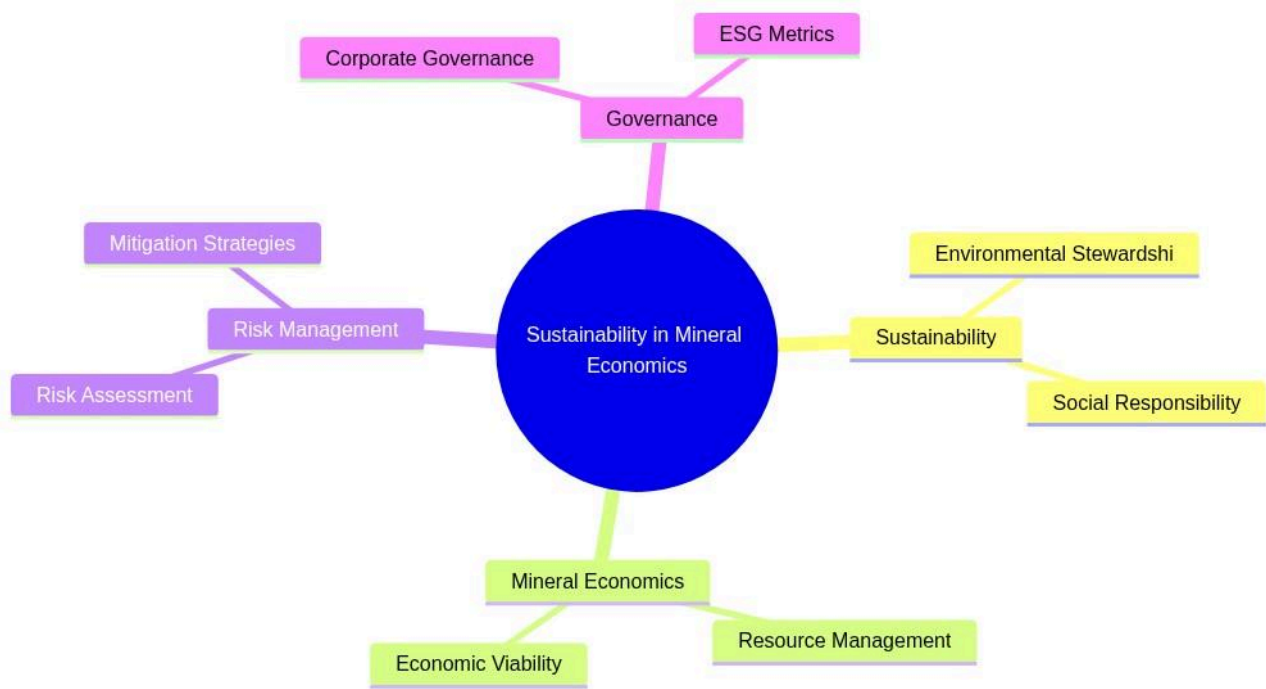 ESG Metrics
Corporate Governance
Governance
Mitigation Strategies
Environmental Stewardshi
Risk Management
Sustainability in Mineral
Economics
Sustainability
Risk Assessment
Social Responsibility
Mineral Economics
Resource Management
Economic Viability